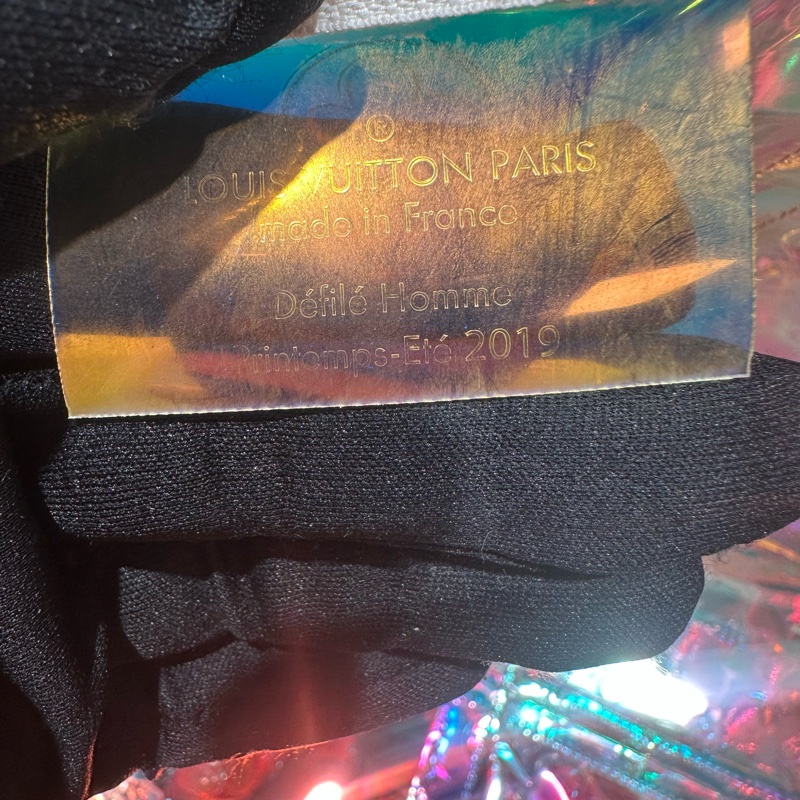 ®
LOUIS VUITTON PARIS
made in France
Défilé Homme
Printemps-Eté 2019